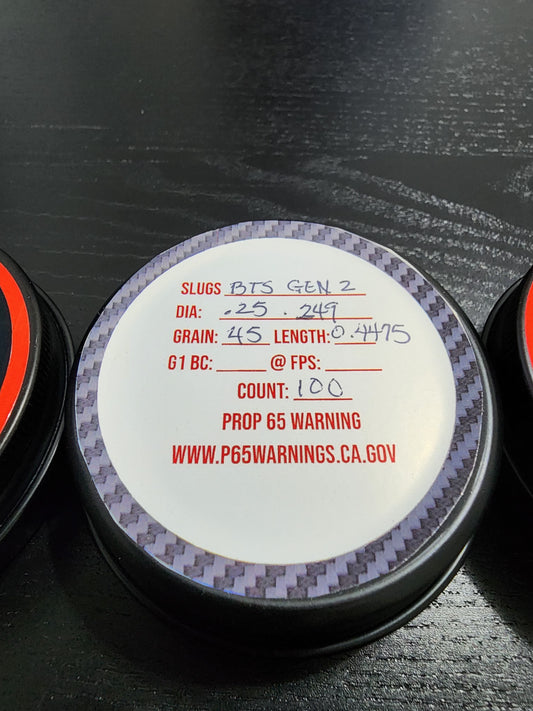 SLUGS BTS GEN 2
DIA: .25 .249
GRAIN: 45 LENGTH: 0.4475
G1 BC: @ FPS:
COUNT: 100
PROP 65 WARNING
WWW.P65WARNINGS.CA.GOV